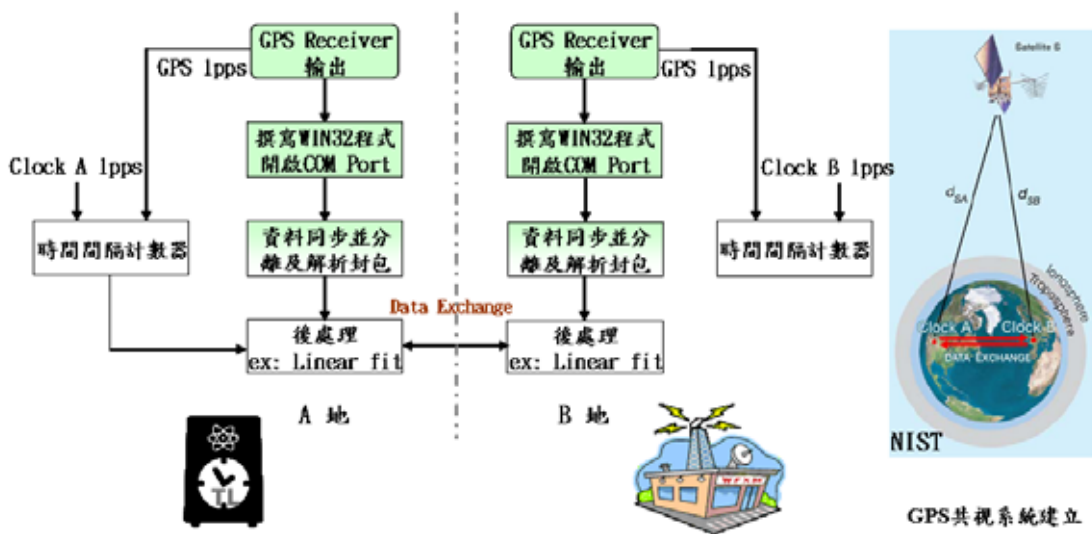 GPS Receiver
輸出
GPS 1pps
撰寫WIN32程式
開啟COM Port
Clock A 1pps
時間間隔計數器
資料同步並分
離及解析封包
後處理
ex: Linear fit
A 地
TL
Data Exchange
GPS Receiver
輸出
GPS 1pps
撰寫WIN32程式
開啟COM Port
Clock B 1pps
時間間隔計數器
資料同步並分
離及解析封包
後處理
ex: Linear fit
B 地
Satellite S
dSA
dSB
Ionosphere
Troposphere
Clock A
Clock B
DATA EXCHANGE
NIST
GPS共視系統建立